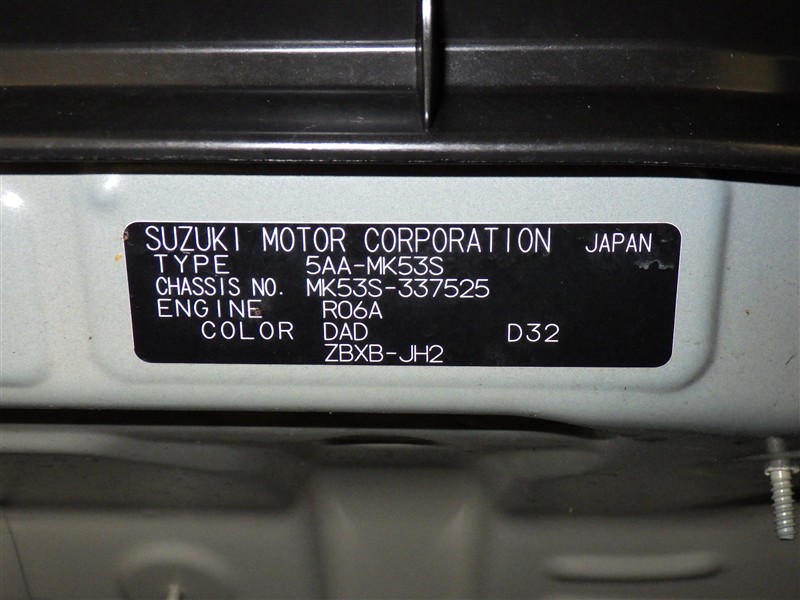 SUZUKI MOTOR CORPORATION JAPAN
TYPE 5AA-MK53S
CHASSIS NO. MK53S-337525
ENGINE R06A
COLOR DAD D32
ZBXB-JH2